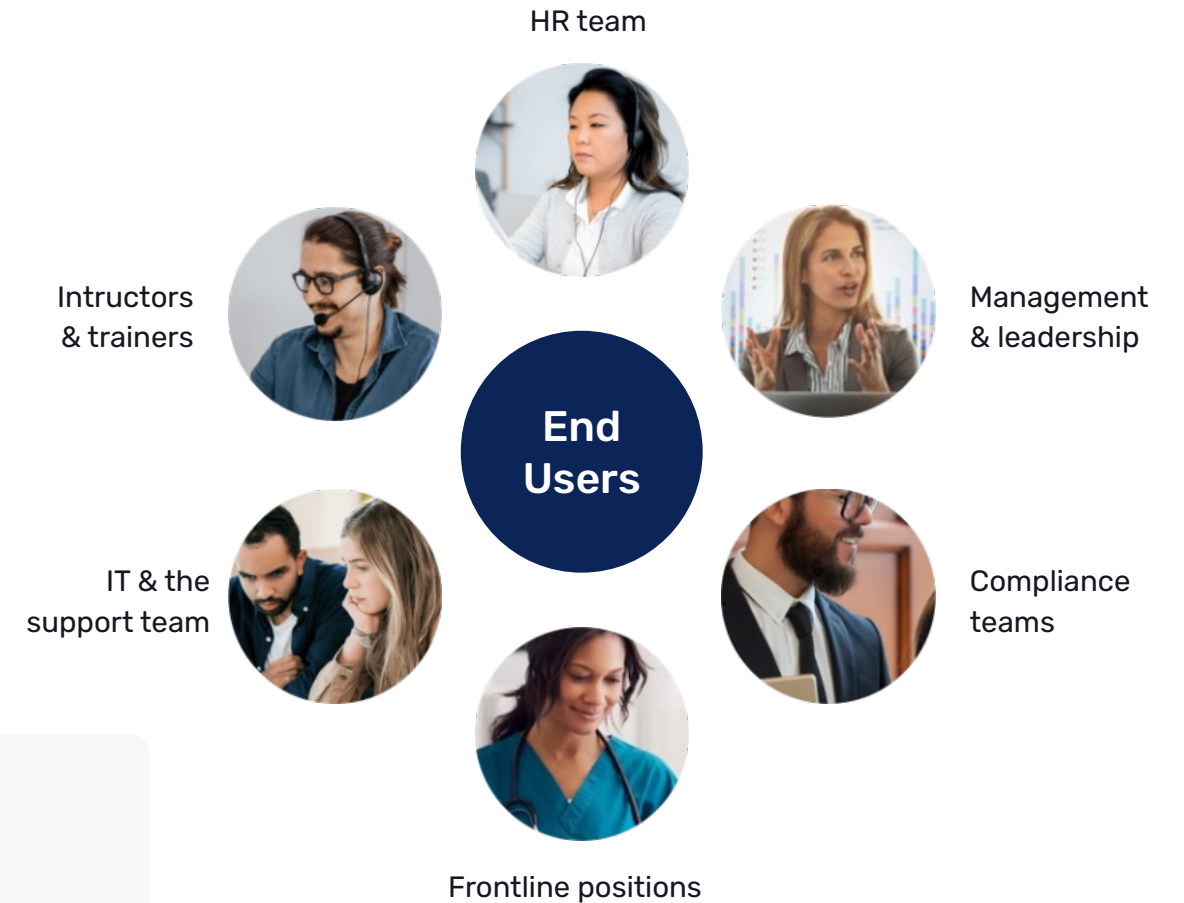 HR team
Intructors
& trainers
Management
& leadership
End
Users
IT & the
support team
Compliance
teams
Frontline positions